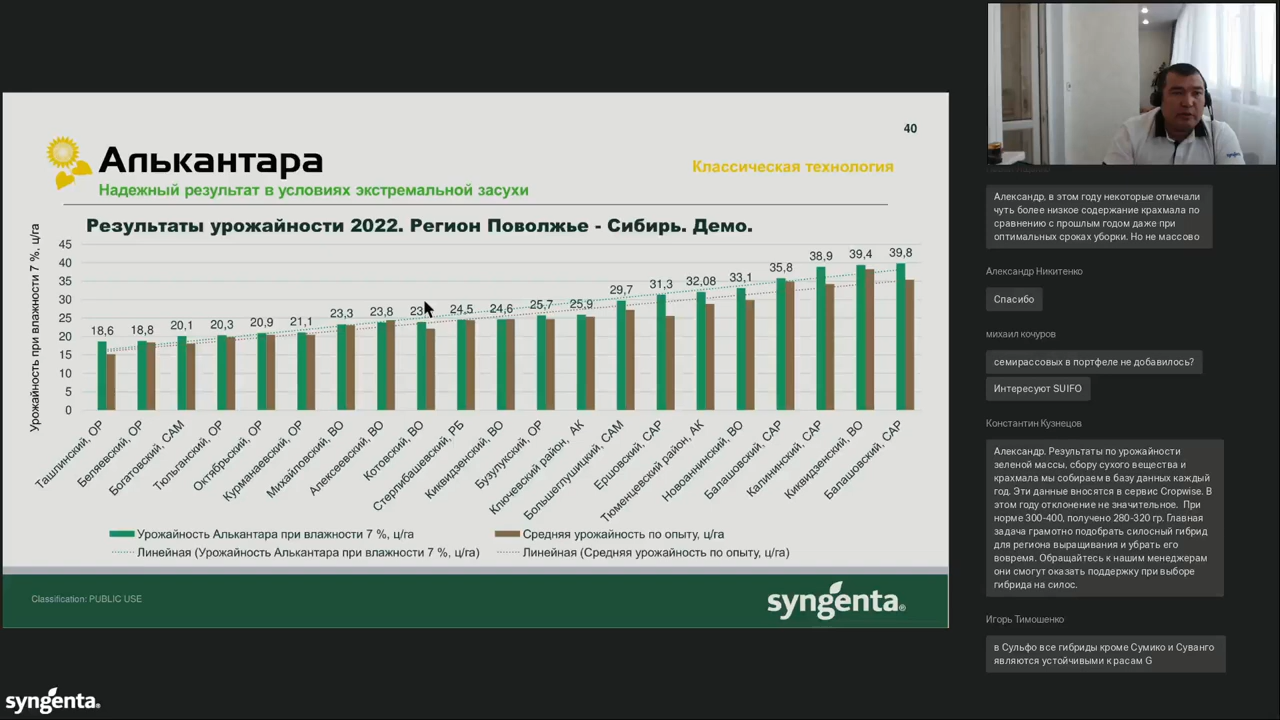 40
Алькантара
Классическая технология
Надежный результат в условиях экстремальной засухи
Результаты урожайности 2022. Регион Поволжье - Сибирь. Демо.
Урожайность при влажности 7 %. ц/га
45
40
35
30
25
20
15
10
5
0
18,6
18,8
20,1
20,3
20,9
21,1
23,3
23,8
24,5
24,6
25,7
25,9
29,7
31,3
32,08
33,1
35,8
38,9
39,4
39,8
Ташлинский, ОР
Беляевский, ОР
Богатовский, САМ
Тюльганский, ОР
Октябрьский, ОР
Курманаевский, ОР
Михайловский, ВО
Алексеевский, ВО
Котовский, ВО
Стерлибашевский, РБ
Киквидзенский, ВО
Бузулукский, ОР
Ключевский район, АК
Большеглушицкий, САМ
Ершовский, САР
Тюменцевский район, АК
Новоаннинский, ВО
Балашовский, САР
Калининский, САР
Киквидзенский, ВО
Балашовский, САР
Урожайность Алькантара при влажности 7 %, ц/га
Средняя урожайность по опыту, ц/га
Линейная (Урожайность Алькантара при влажности 7 %, ц/га)
Линейная (Средняя урожайность по опыту, ц/га)
Classification: PUBLIC USE
syngenta.
syngenta.
Александр, в этом году некоторые отмечали
чуть более низкое содержание крахмала по
сравнению с прошлым годом даже при
оптимальных сроках уборки. Но не массово
Александр Никитенко
Спасибо
михаил кочуров
семирассовых в портфеле не добавилось?
Интересуют SUIFO
Константин Кузнецов
Александр. Результаты по урожайности
зеленой массы, сбору сухого вещества и
крахмала мы собираем в базу данных каждый
год. Эти данные вносятся в сервис Cropwise. В
этом году отклонение не значительное. При
норме 300-400, получено 280-320 гр. Главная
задача грамотно подобрать силосный гибрид
для региона выращивания и убрать его
вовремя. Обращайтесь к нашим менеджерам
они смогут оказать поддержку при выборе
гибрида на силос.
Игорь Тимошенко
в Сульфо все гибриды кроме Сумико и Суванго
являются устойчивыми к расам G